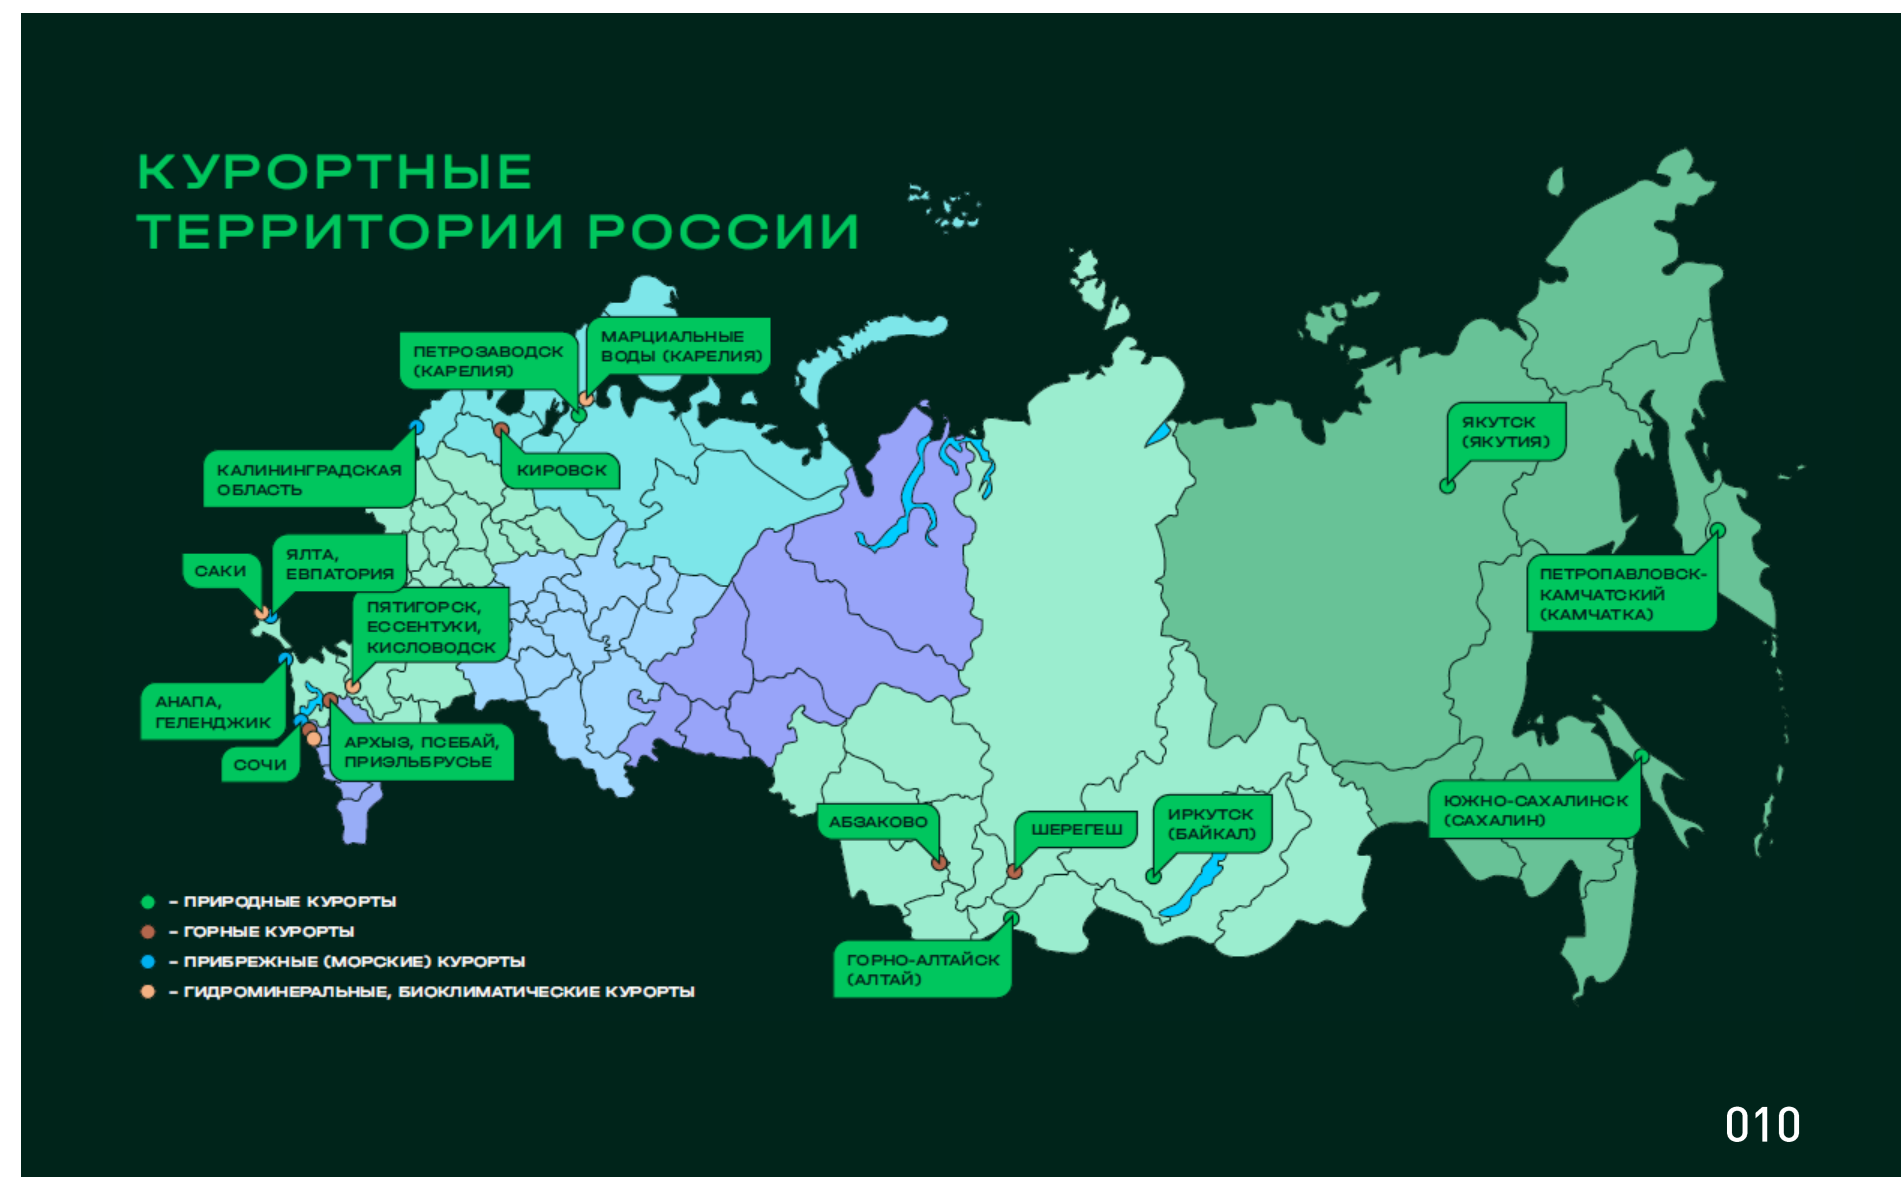 КУРОРТНЫЕ
ТЕРРИТОРИИ РОССИИ
ПЕТРОЗАВОДСК
(КАРЕЛИЯ)
МАРЦИАЛЬНЫЕ
ВОДЫ (КАРЕЛИЯ)
КАЛИНИНГРАДСКАЯ
ОБЛАСТЬ
КИРОВСК
ЯКУТСК
(ЯКУТИЯ)
САКИ
ЯЛТА,
ЕВПАТОРИЯ
ПЯТИГОРСК,
ЕССЕНТУКИ,
КИСЛОВОДСК
ПЕТРОПАВЛОВСК-
КАМЧАТСКИЙ
(КАМЧАТКА)
АНАПА,
ГЕЛЕНДЖИК
СОЧИ
АРХЫЗ, ПСЕБАЙ,
ПРИЭЛЬБРУСЬЕ
АБЗАКОВО
ШЕРЕГЕШ
ИРКУТСК
(БАЙКАЛ)
ЮЖНО-САХАЛИНСК
(САХАЛИН)
ГОРНО-АЛТАЙСК
(АЛТАЙ)
– ПРИРОДНЫЕ КУРОРТЫ
– ГОРНЫЕ КУРОРТЫ
– ПРИБРЕЖНЫЕ (МОРСКИЕ) КУРОРТЫ
– ГИДРОМИНЕРАЛЬНЫЕ, БИОКЛИМАТИЧЕСКИЕ КУРОРТЫ
010